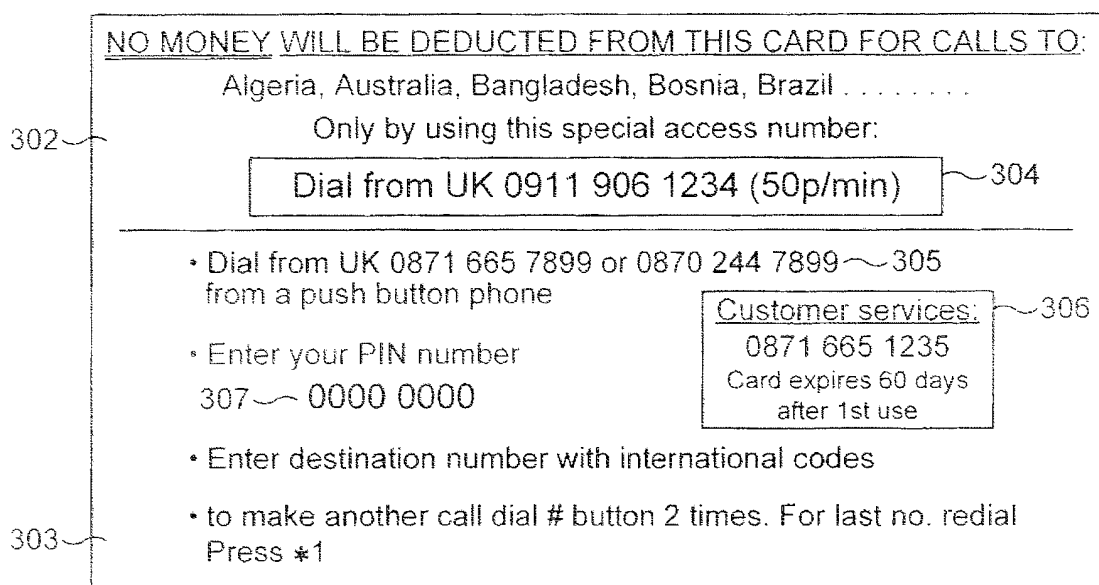 NO MONEY WILL BE DEDUCTED FROM THIS CARD FOR CALLS TO:
Algeria, Australia, Bangladesh, Bosnia, Brazil . . . . . . . .
302
Only by using this special access number:
Dial from UK 0911 906 1234 (50p/min)
304
• Dial from UK 0871 665 7899 or 0870 244 7899
305
from a push button phone
Customer services:
306
0871 665 1235
Card expires 60 days
after 1st use
• Enter your PIN number
307
0000 0000
• Enter destination number with international codes
• to make another call dial # button 2 times. For last no. redial
303
Press *1